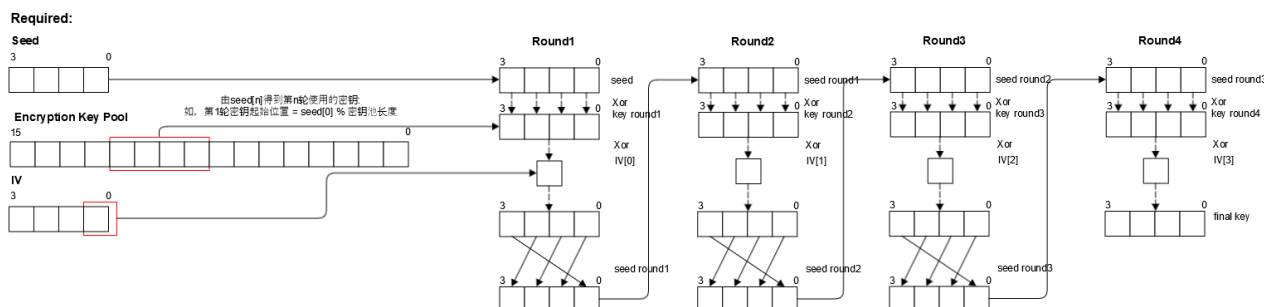 Required:
Seed
3 0
Encryption Key Pool
15 0
IV
3 0
由seed[n]得到第n轮使用的密钥:
如, 第1轮密钥起始位置 = seed[0] % 密钥池长度
Round1
3 0
seed
Xor
3 0
key round1
Xor
IV[0]
3 0
seed round1
3 0
Round2
3 0
seed round1
Xor
3 0
key round2
Xor
IV[1]
3 0
seed round2
3 0
Round3
3 0
seed round2
Xor
3 0
key round3
Xor
IV[2]
3 0
seed round3
3 0
Round4
3 0
seed round3
Xor
3 0
key round4
Xor
IV[3]
3 0
final key